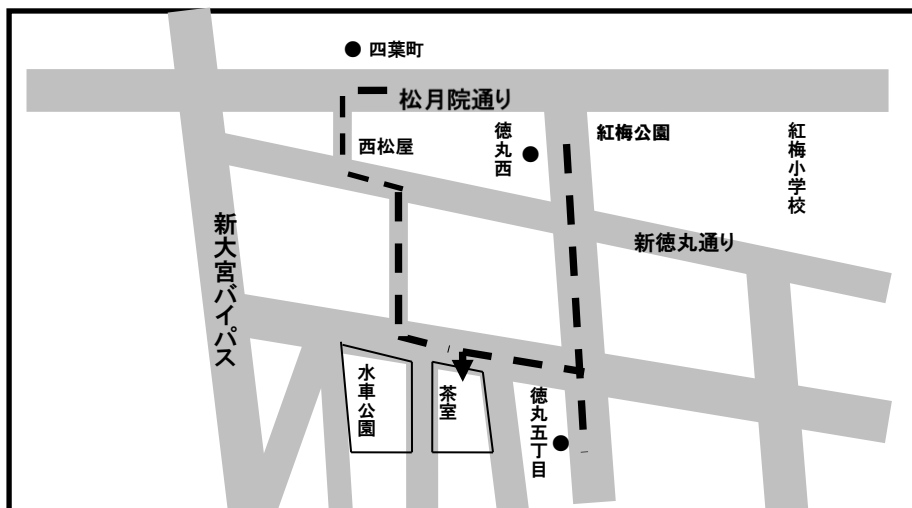 四葉町
松月院通り
西松屋
徳丸西
紅梅公園
紅梅小学校
新大宮バイパス
新徳丸通り
水車公園
茶室
徳丸五丁目